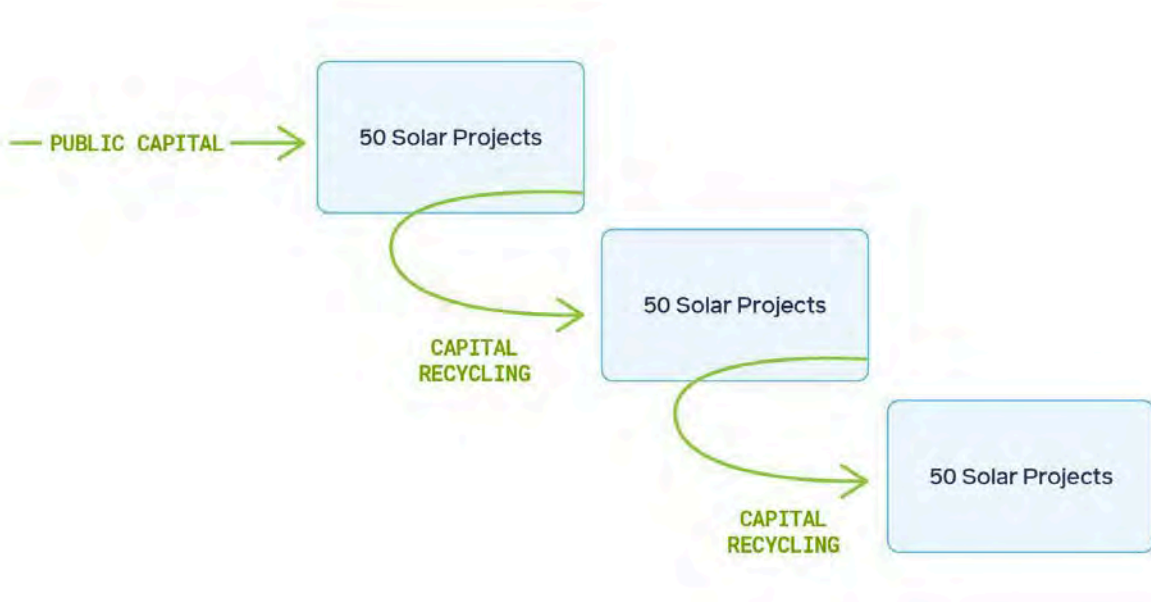 PUBLIC CAPITAL
50 Solar Projects
50 Solar Projects
CAPITAL
RECYCLING
50 Solar Projects
CAPITAL
RECYCLING